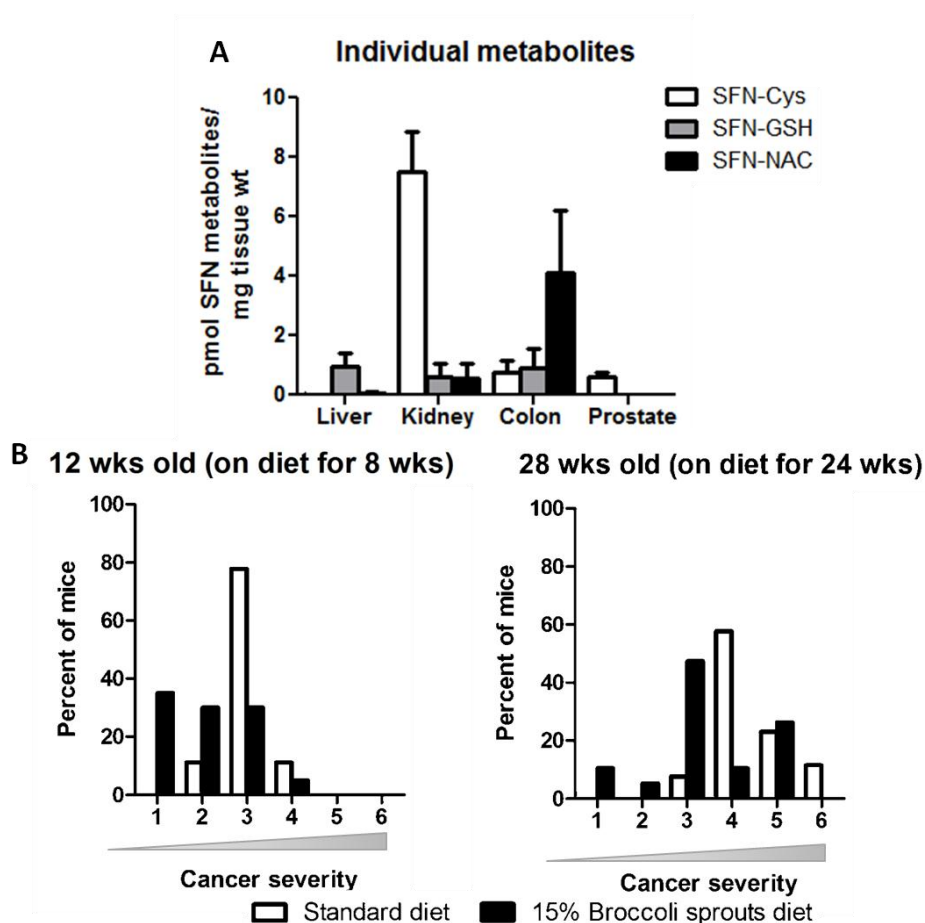 A
Individual metabolites
SFN-Cys
SFN-GSH
SFN-NAC
pmol SFN metabolites/
mg tissue wt
10
8
6
4
2
0
Liver Kidney Colon Prostate
B
12 wks old (on diet for 8 wks)
Percent of mice
100
80
60
40
20
0
1 2 3 4 5 6
Cancer severity
28 wks old (on diet for 24 wks)
Percent of mice
100
80
60
40
20
0
1 2 3 4 5 6
Cancer severity
Standard diet 15% Broccoli sprouts diet